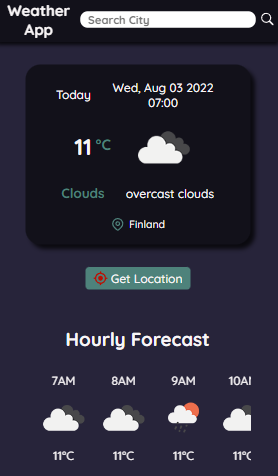 Weather
App
Search City
Today
Wed, Aug 03 2022
07:00
11 °C
Clouds
overcast clouds
Finland
Get Location
Hourly Forecast
7AM 8AM 9AM 10AM
11°C 11°C 11°C 11°C